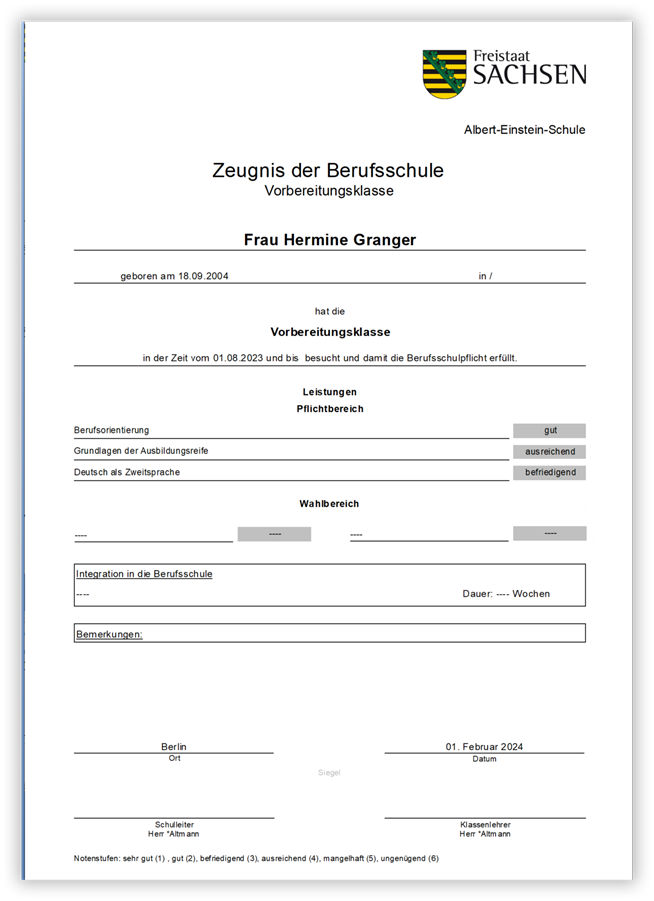 Freistaat
SACHSEN
Albert-Einstein-Schule
Zeugnis der Berufsschule
Vorbereitungsklasse
Frau Hermine Granger
geboren am 18.09.2004 in /
hat die
Vorbereitungsklasse
in der Zeit vom 01.08.2023 und bis  besucht und damit die Berufsschulpflicht erfüllt.
Leistungen
Pflichtbereich
Berufsorientierung gut
Grundlagen der Ausbildungsreife ausreichend
Deutsch als Zweitsprache befriedigend
Wahlbereich
---- ---- ---- ----
Integration in die Berufsschule
---- Dauer: ---- Wochen
Bemerkungen:
Berlin 01. Februar 2024
Ort Datum
Siegel
Schulleiter Klassenlehrer
Herr "Altmann Herr "Altmann
Notenstufen: sehr gut (1) , gut (2), befriedigend (3), ausreichend (4), mangelhaft (5), ungenügend (6)